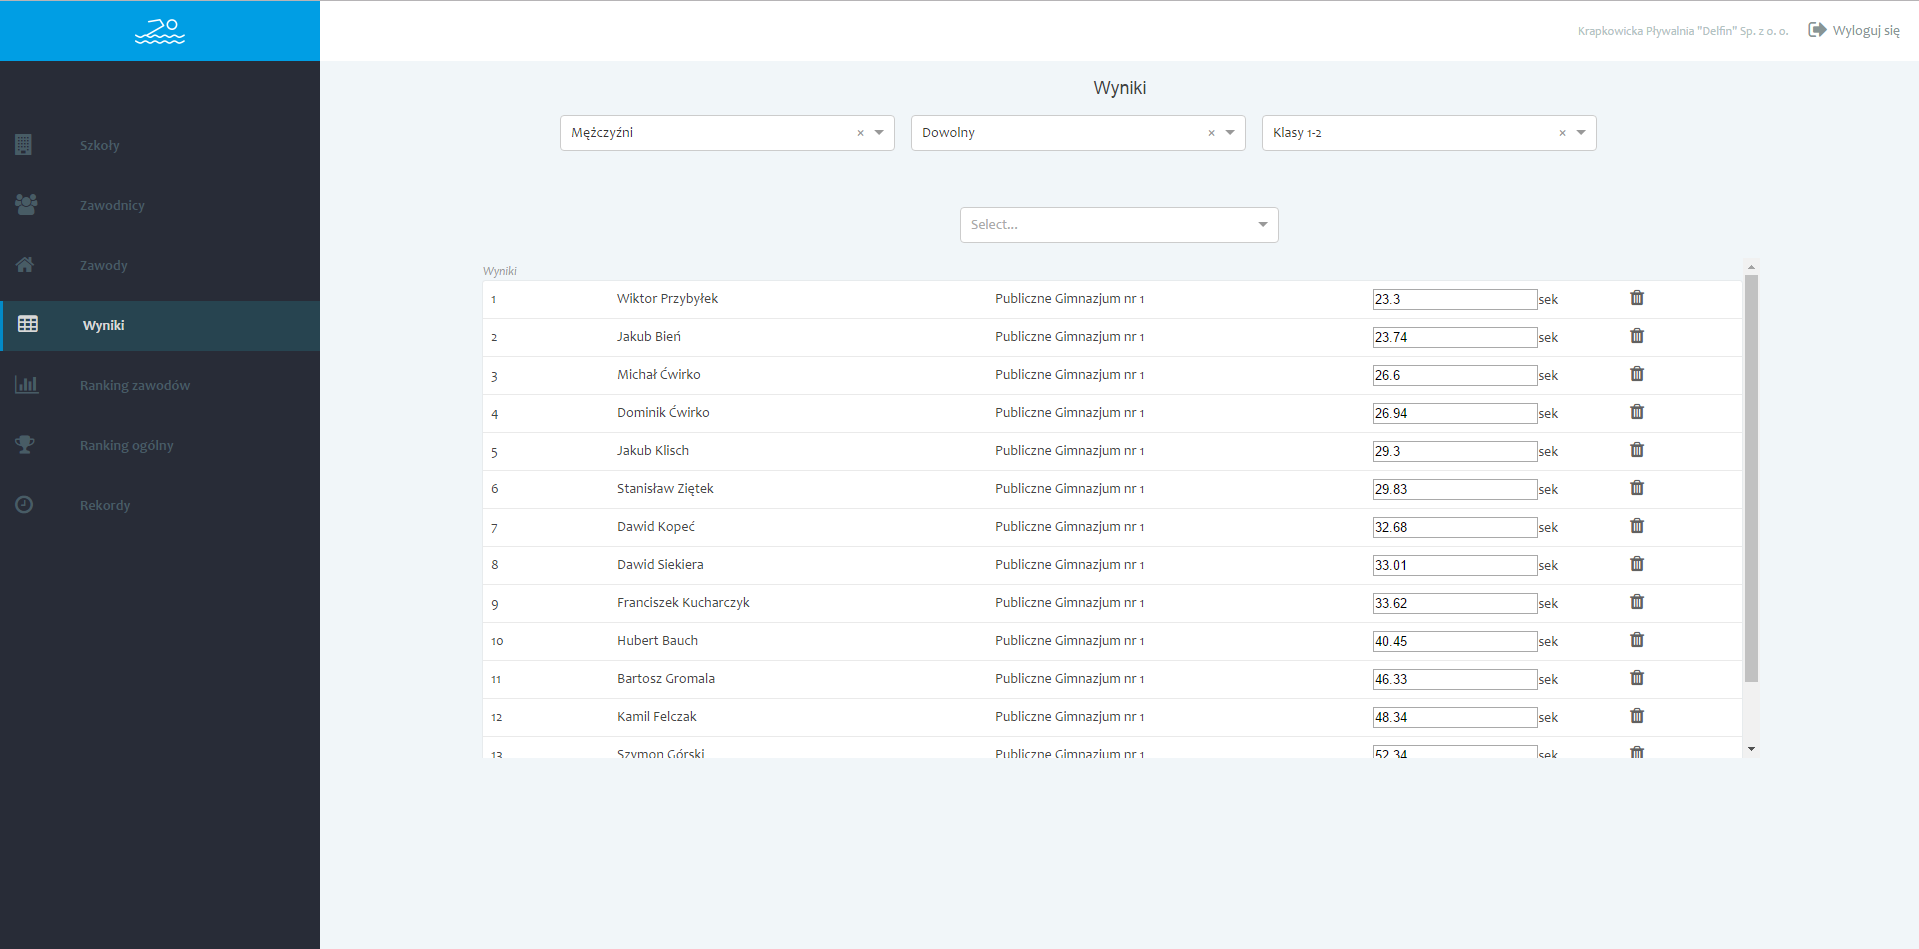 Krapkowicka Pływalnia "Delfin" Sp. z o. o. Wyloguj się
Szkoły
Zawodnicy
Zawody
Wyniki
Ranking zawodów
Ranking ogólny
Rekordy
Wyniki
Mężczyźni × Dowolny × Klasy 1-2 ×
Select...
Wyniki
1 Wiktor Przybyłek Publiczne Gimnazjum nr 1 23.3 sek
2 Jakub Bień Publiczne Gimnazjum nr 1 23.74 sek
3 Michał Ćwirko Publiczne Gimnazjum nr 1 26.6 sek
4 Dominik Ćwirko Publiczne Gimnazjum nr 1 26.94 sek
5 Jakub Klisch Publiczne Gimnazjum nr 1 29.3 sek
6 Stanisław Ziętek Publiczne Gimnazjum nr 1 29.83 sek
7 Dawid Kopeć Publiczne Gimnazjum nr 1 32.68 sek
8 Dawid Siekiera Publiczne Gimnazjum nr 1 33.01 sek
9 Franciszek Kucharczyk Publiczne Gimnazjum nr 1 33.62 sek
10 Hubert Bauch Publiczne Gimnazjum nr 1 40.45 sek
11 Bartosz Gromala Publiczne Gimnazjum nr 1 46.33 sek
12 Kamil Felczak Publiczne Gimnazjum nr 1 48.34 sek
13 Szymon Górski Publiczne Gimnazjum nr 1 52.34 sek